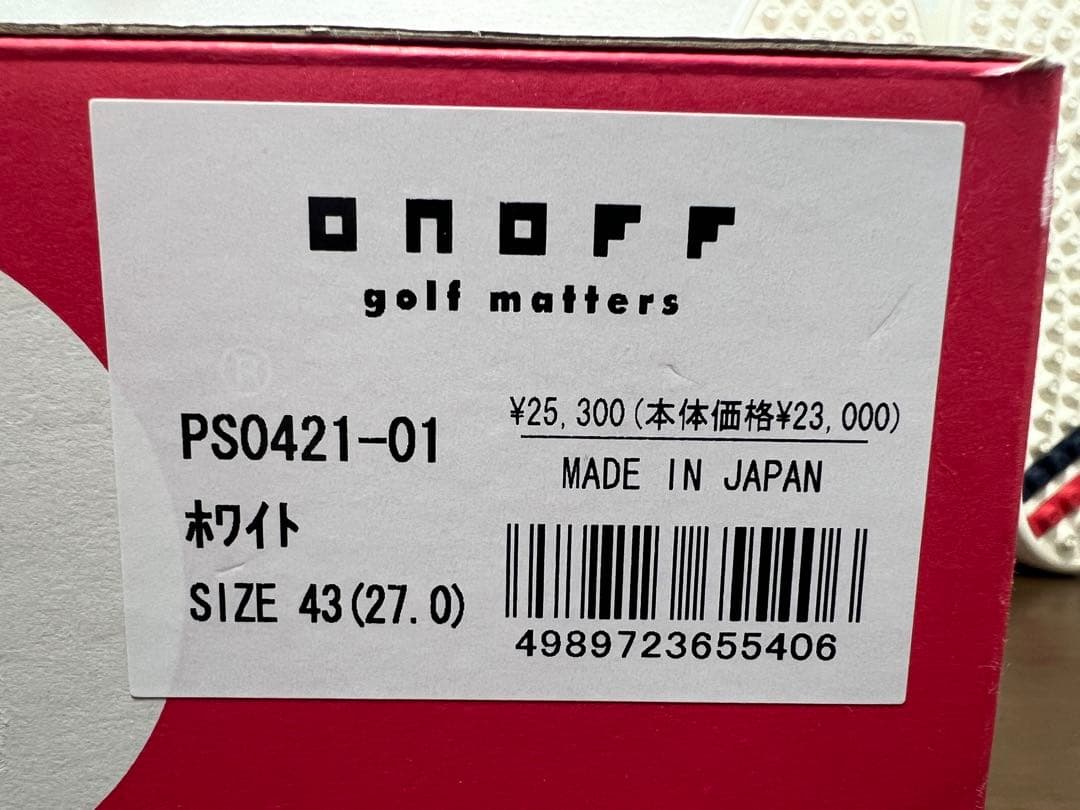 ONOFF
golf matters
®
PS0421-01
ホワイト
SIZE 43(27.0)
¥25,300(本体価格¥23,000)
MADE IN JAPAN
4989723655406